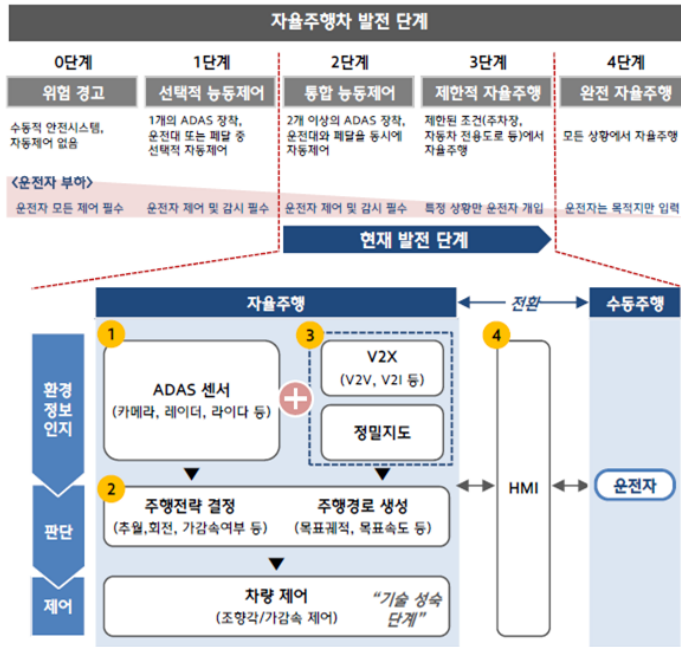 자율주행차 발전 단계
0단계 1단계 2단계 3단계 4단계
위험 경고 선택적 능동제어 통합 능동제어 제한적 자율주행 완전 자율주행
수동적 안전시스템,
자동제어 없음
1개의 ADAS 장착,
운전대 또는 페달 중
선택적 자동제어
2개 이상의 ADAS 장착,
운전대와 페달을 동시에
자동제어
제한된 조건(주차장,
자동차 전용도로 등)에서
자율주행
모든 상황에서 자율주행
<운전자 부하>
운전자 모든 제어 필수 운전자 제어 및 감시 필수 운전자 제어 및 감시 필수 특정 상황만 운전자 개입 운전자는 목적지만 입력
현재 발전 단계
자율주행 전환 수동주행
환경
정보
인지
1
ADAS 센서
(카메라, 레이더, 라이다 등)
3
V2X
(V2V, V2I 등)
정밀지도
4
HMI
운전자
판단
2
주행전략 결정
(추월,회전, 가감속여부 등)
주행경로 생성
(목표궤적, 목표속도 등)
제어
차량 제어
(조향각/가감속 제어)
"기술 성숙
단계"